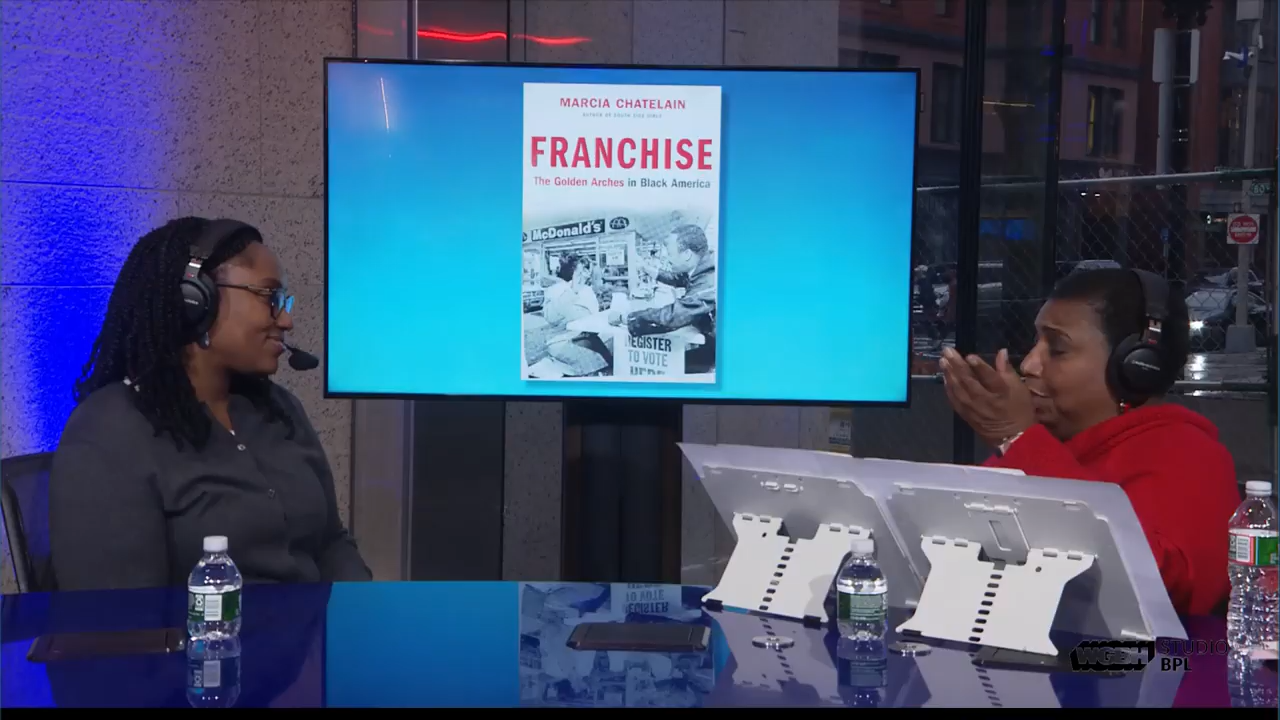 MARCIA CHATELAIN
AUTHOR OF SOUTH SIDE GIRLS
FRANCHISE
The Golden Arches in Black America
McDonald's
REGISTER
TO VOTE
HERE
WGBH STUDIO
BPL